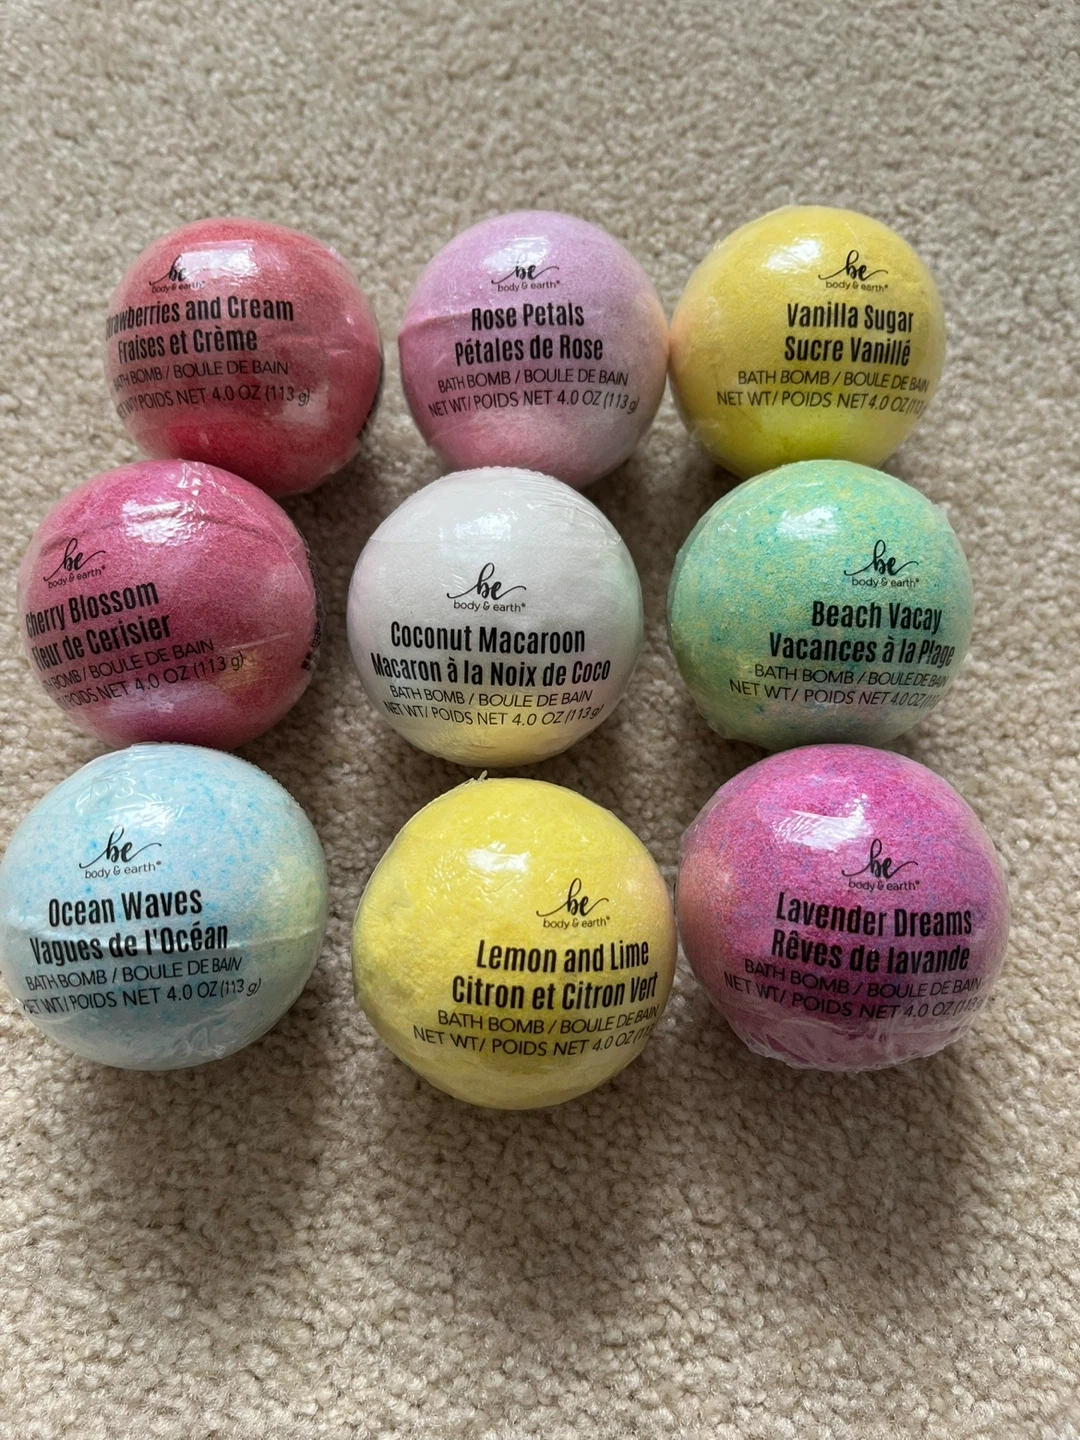 be
body & earth®
Strawberries and Cream
Fraises et Crème
BATH BOMB / BOULE DE BAIN
NET WT/POIDS NET 4.0 OZ (113 g)
be
body & earth®
Rose Petals
Pétales de Rose
BATH BOMB / BOULE DE BAIN
NET WT/ POIDS NET 4.0 OZ (113 g)
be
body & earth®
Vanilla Sugar
Sucre Vanillé
BATH BOMB / BOULE DE BAIN
NET WT/ POIDS NET 4.0 OZ (113
be
body & earth®
Cherry Blossom
Fleur de Cerisier
BATH BOMB / BOULE DE BAIN
POIDS NET 4.0 OZ (113 g)
be
body & earth®
Coconut Macaroon
Macaron à la Noix de Coco
BATH BOMB / BOULE DE BAIN
NET WT/ POIDS NET 4.0 OZ (113 g)
be
body & earth®
Beach Vacay
Vacances à la Plage
BATH BOMB / BOULE DE BAIN
NET WT/ POIDS NET 4.0 OZ (113
be
body & earth®
Ocean Waves
Vagues de l'Océan
BATH BOMB / BOULE DE BAIN
NET WT/ POIDS NET 4.0 OZ (113 g)
be
body & earth®
Lemon and Lime
Citron et Citron Vert
BATH BOMB / BOULE DE BAIN
NET WT/ POIDS NET 4.0 OZ (113
be
body & earth®
Lavender Dreams
Rêves de lavande
BATH BOMB / BOULE DE BAIN
NET WT/ POIDS NET 4.0 OZ (113 g